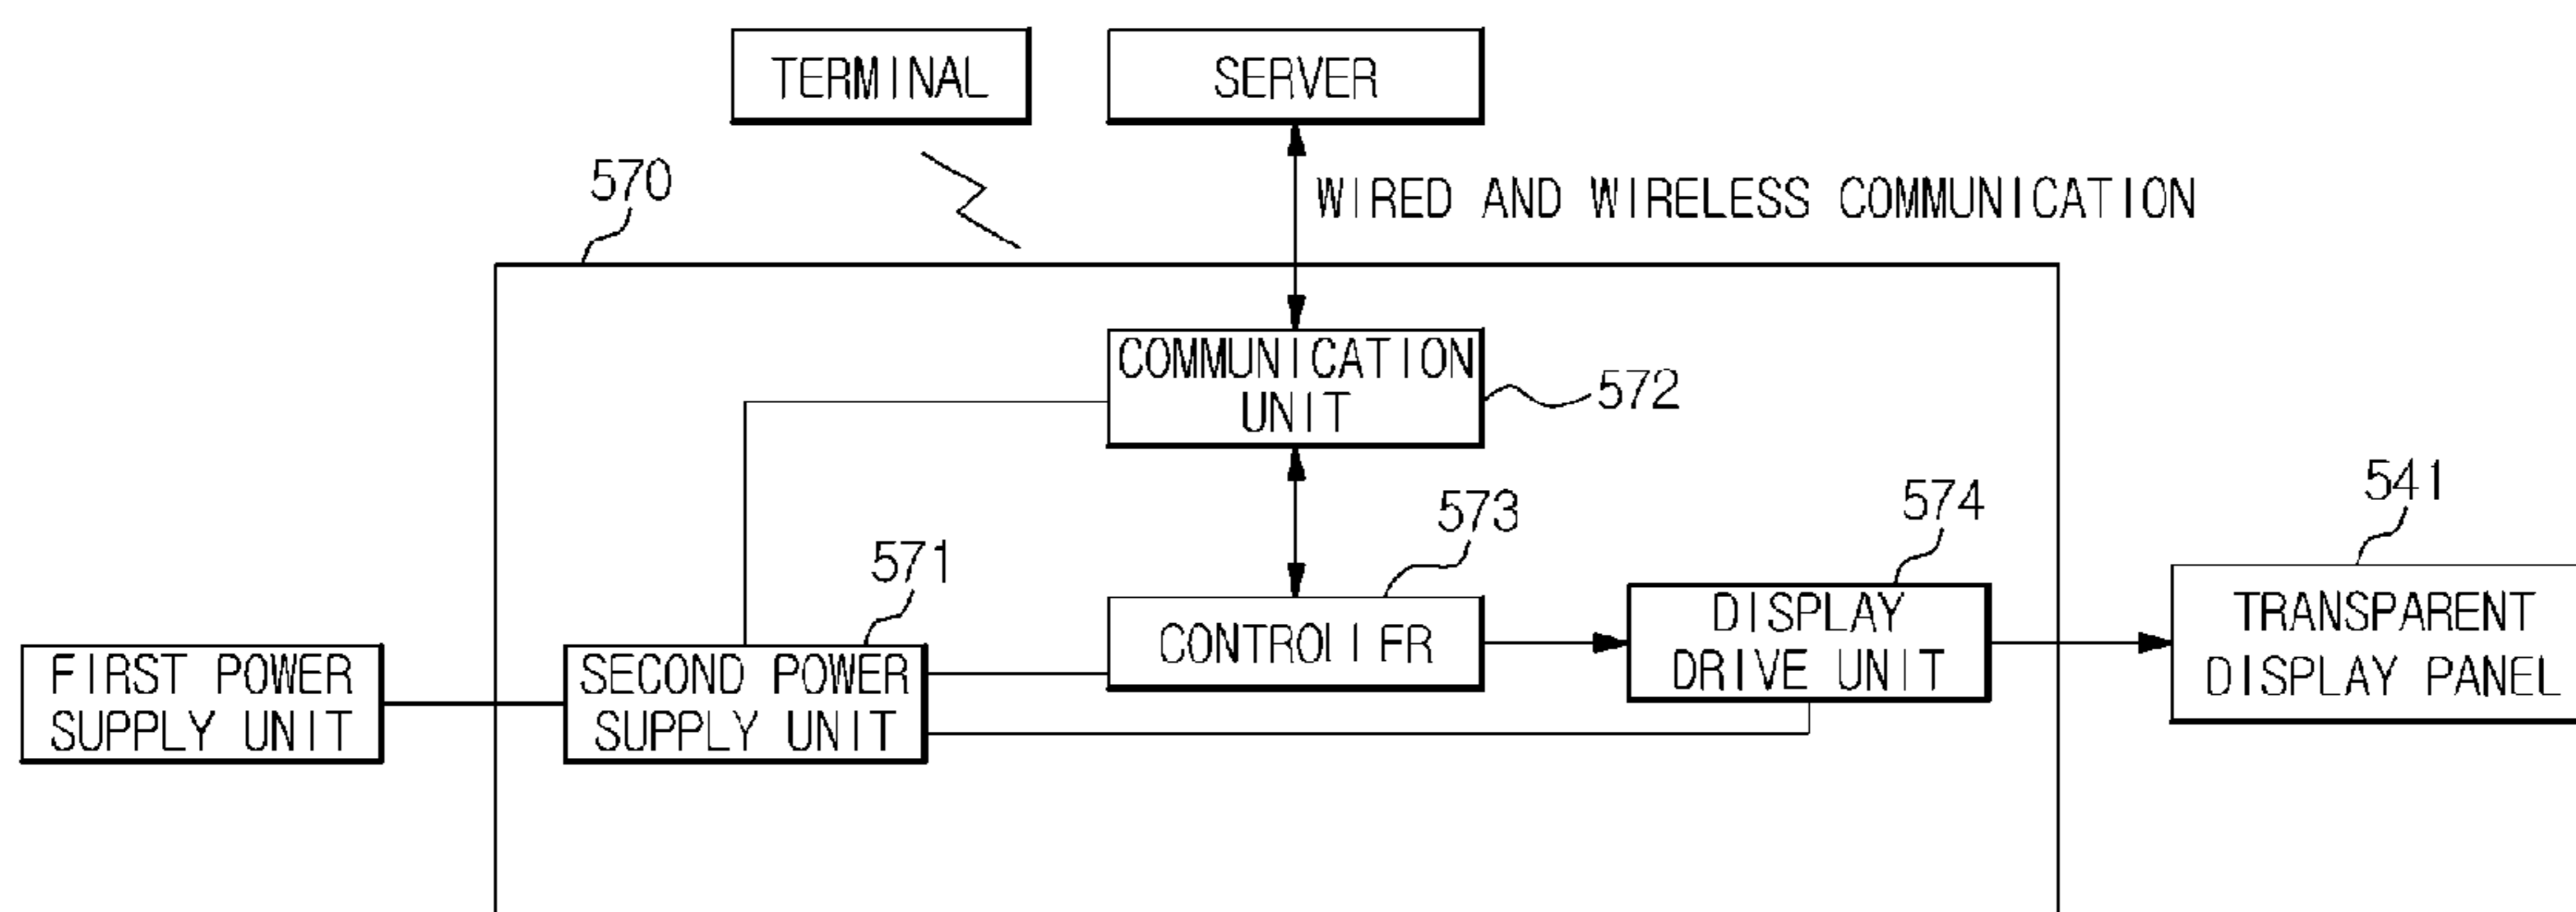 TERMINAL
SERVER
570
WIRED AND WIRELESS COMMUNICATION
COMMUNICATION
UNIT
572
573
574
541
571
FIRST POWER
SUPPLY UNIT
SECOND POWER
SUPPLY UNIT
CONTROLLER
DISPLAY
DRIVE UNIT
TRANSPARENT
DISPLAY PANEL